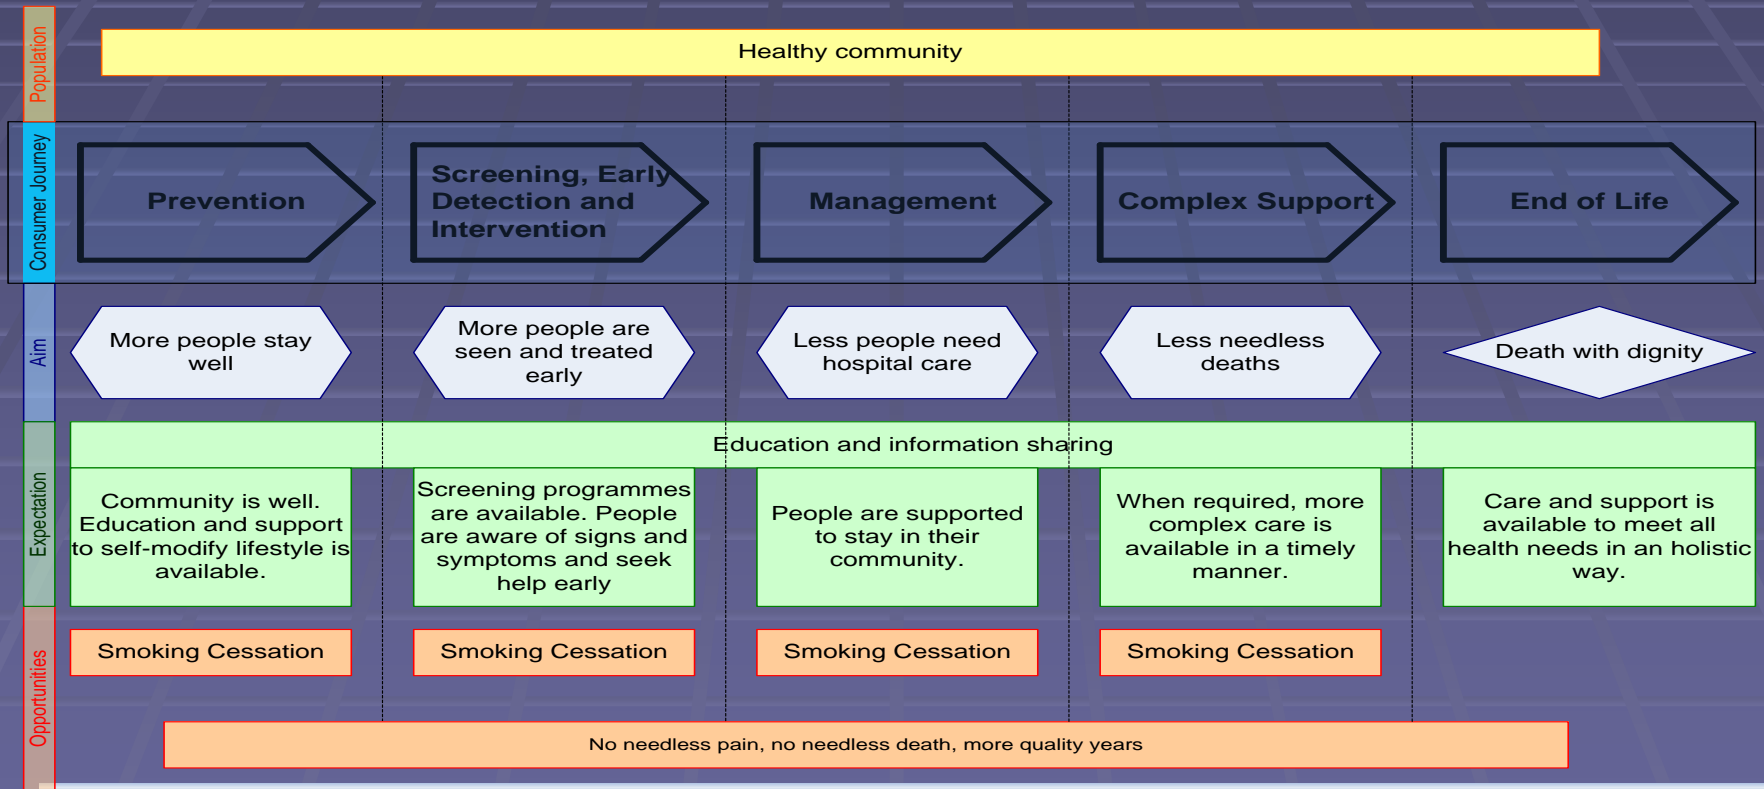 Population
Healthy community
Consumer Journey
Prevention
Screening, Early
Detection and
Intervention
Management
Complex Support
End of Life
Aim
More people stay
well
More people are
seen and treated
early
Less people need
hospital care
Less needless
deaths
Death with dignity
Expectation
Education and information sharing
Community is well.
Education and support
to self-modify lifestyle is
available.
Screening programmes
are available. People
are aware of signs and
symptoms and seek
help early
People are supported
to stay in their
community.
When required, more
complex care is
available in a timely
manner.
Care and support is
available to meet all
health needs in an holistic
way.
Opportunities
Smoking Cessation
Smoking Cessation
Smoking Cessation
Smoking Cessation
No needless pain, no needless death, more quality years